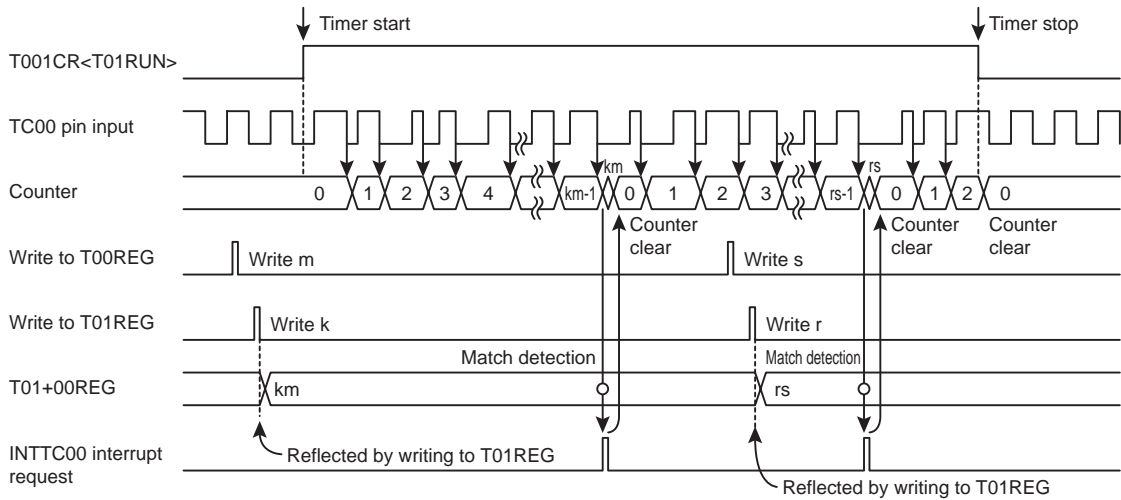 Timer start
Timer stop
T001CR<T01RUN>
TC00 pin input
km
rs
Counter
0 1 2 3 4 km-1 0 1 2 3 rs-1 0 1 2 0
Counter clear
Counter clear
Counter clear
Write to T00REG
Write m
Write s
Write to T01REG
Write k
Write r
Match detection
Match detection
T01+00REG
km
rs
INTTC00 interrupt
request
Reflected by writing to T01REG
Reflected by writing to T01REG